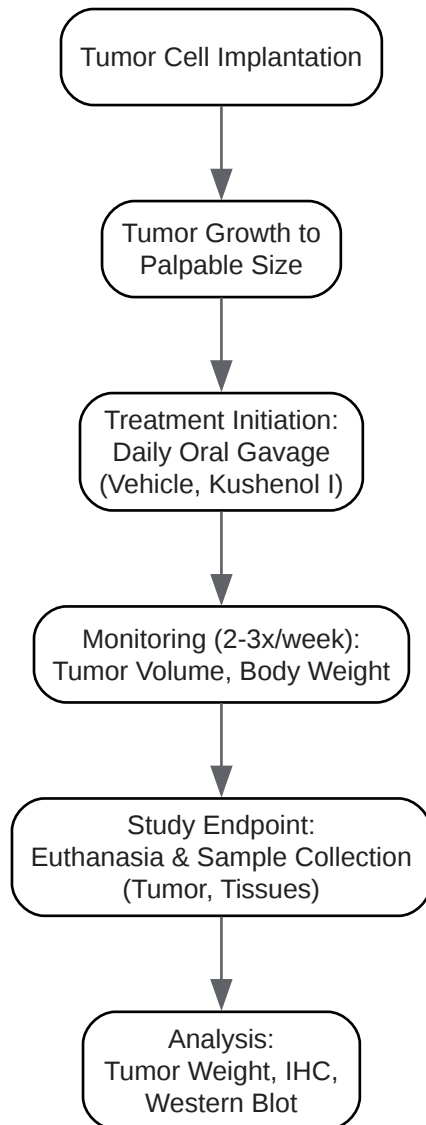 Tumor Cell Implantation
Tumor Growth to
Palpable Size
Treatment Initiation:
Daily Oral Gavage
(Vehicle, Kushenol I)
Monitoring (2-3x/week):
Tumor Volume, Body Weight
Study Endpoint:
Euthanasia & Sample Collection
(Tumor, Tissues)
Analysis:
Tumor Weight, IHC,
Western Blot